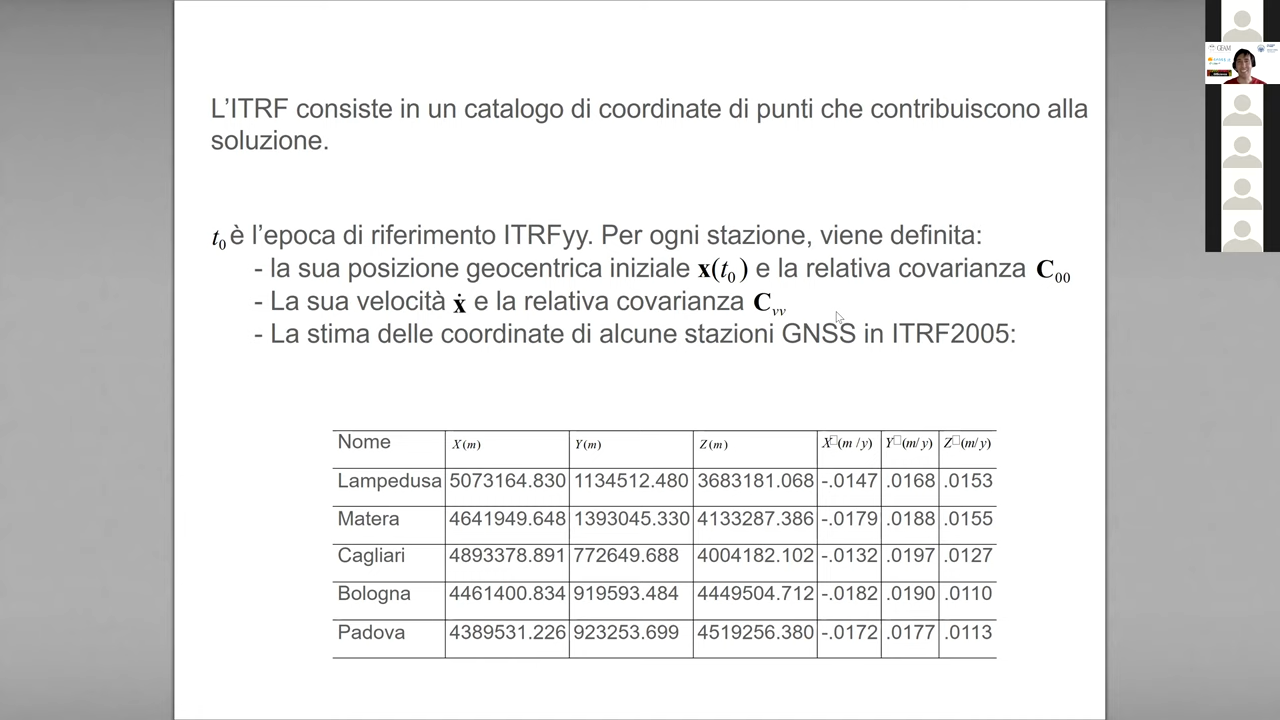 L’ITRF consiste in un catalogo di coordinate di punti che contribuiscono alla
soluzione.
t₀ è l’epoca di riferimento ITRFyy. Per ogni stazione, viene definita:
- la sua posizione geocentrica iniziale x(t₀) e la relativa covarianza C₀₀
- La sua velocità ẋ e la relativa covarianza Cᵥᵥ
- La stima delle coordinate di alcune stazioni GNSS in ITRF2005:
Nome X(m) Y(m) Z(m) X□(m /y) Y□(m/y) Z□(m/y)
Lampedusa 5073164.830 1134512.480 3683181.068 -.0147 .0168 .0153
Matera 4641949.648 1393045.330 4133287.386 -.0179 .0188 .0155
Cagliari 4893378.891 772649.688 4004182.102 -.0132 .0197 .0127
Bologna 4461400.834 919593.484 4449504.712 -.0182 .0190 .0110
Padova 4389531.226 923253.699 4519256.380 -.0172 .0177 .0113
GEAM